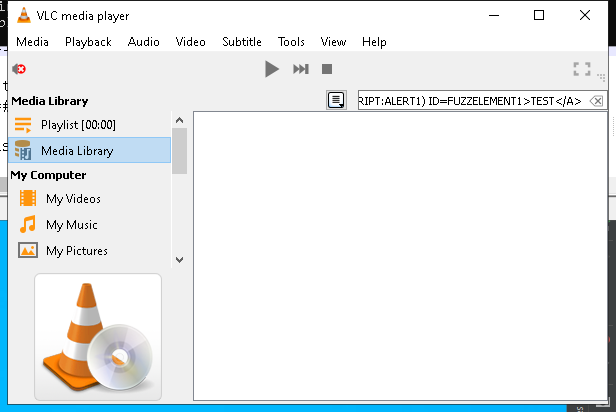 VLC media player
Media Playback Audio Video Subtitle Tools View Help
Media Library
RIPT:ALERT1) ID=FUZZELEMENT1>TEST</A>
Playlist [00:00]
Media Library
My Computer
My Videos
My Music
My Pictures